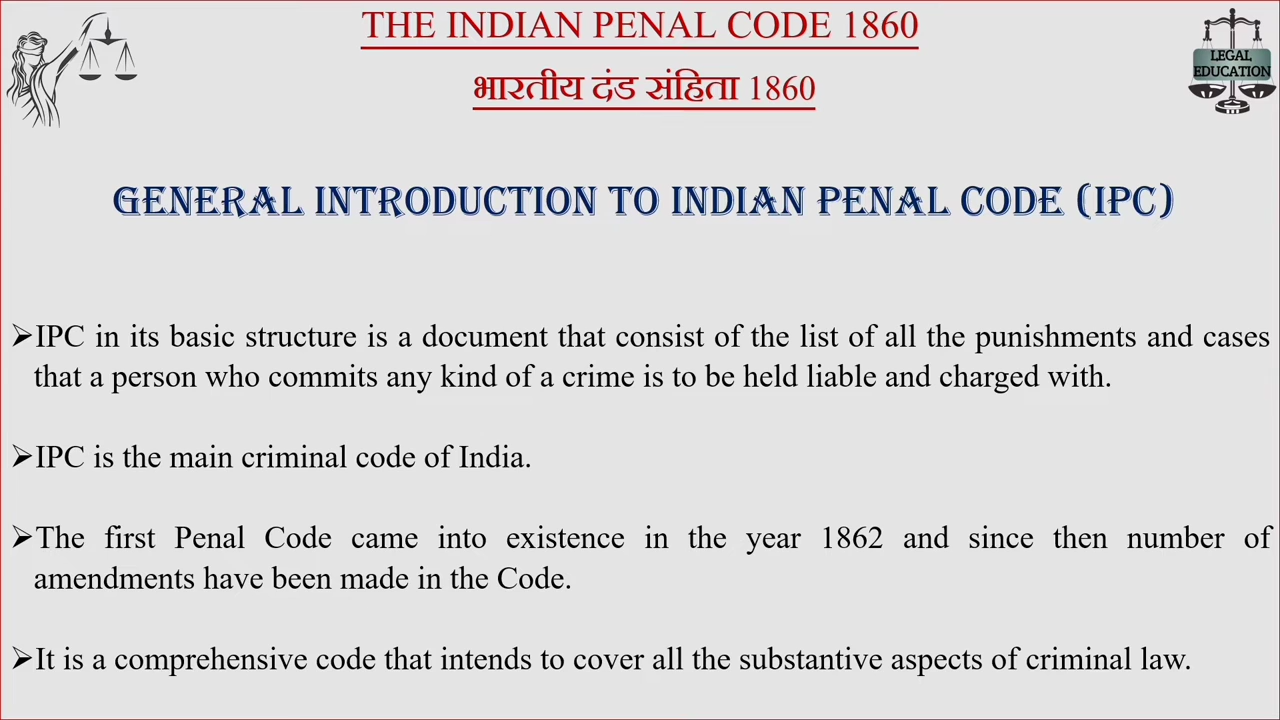 THE INDIAN PENAL CODE 1860
भारतीय दंड संहिता 1860
LEGAL
EDUCATION
GENERAL INTRODUCTION TO INDIAN PENAL CODE (IPC)
➢IPC in its basic structure is a document that consist of the list of all the punishments and cases
that a person who commits any kind of a crime is to be held liable and charged with.
➢IPC is the main criminal code of India.
➢The first Penal Code came into existence in the year 1862 and since then number of
amendments have been made in the Code.
➢It is a comprehensive code that intends to cover all the substantive aspects of criminal law.